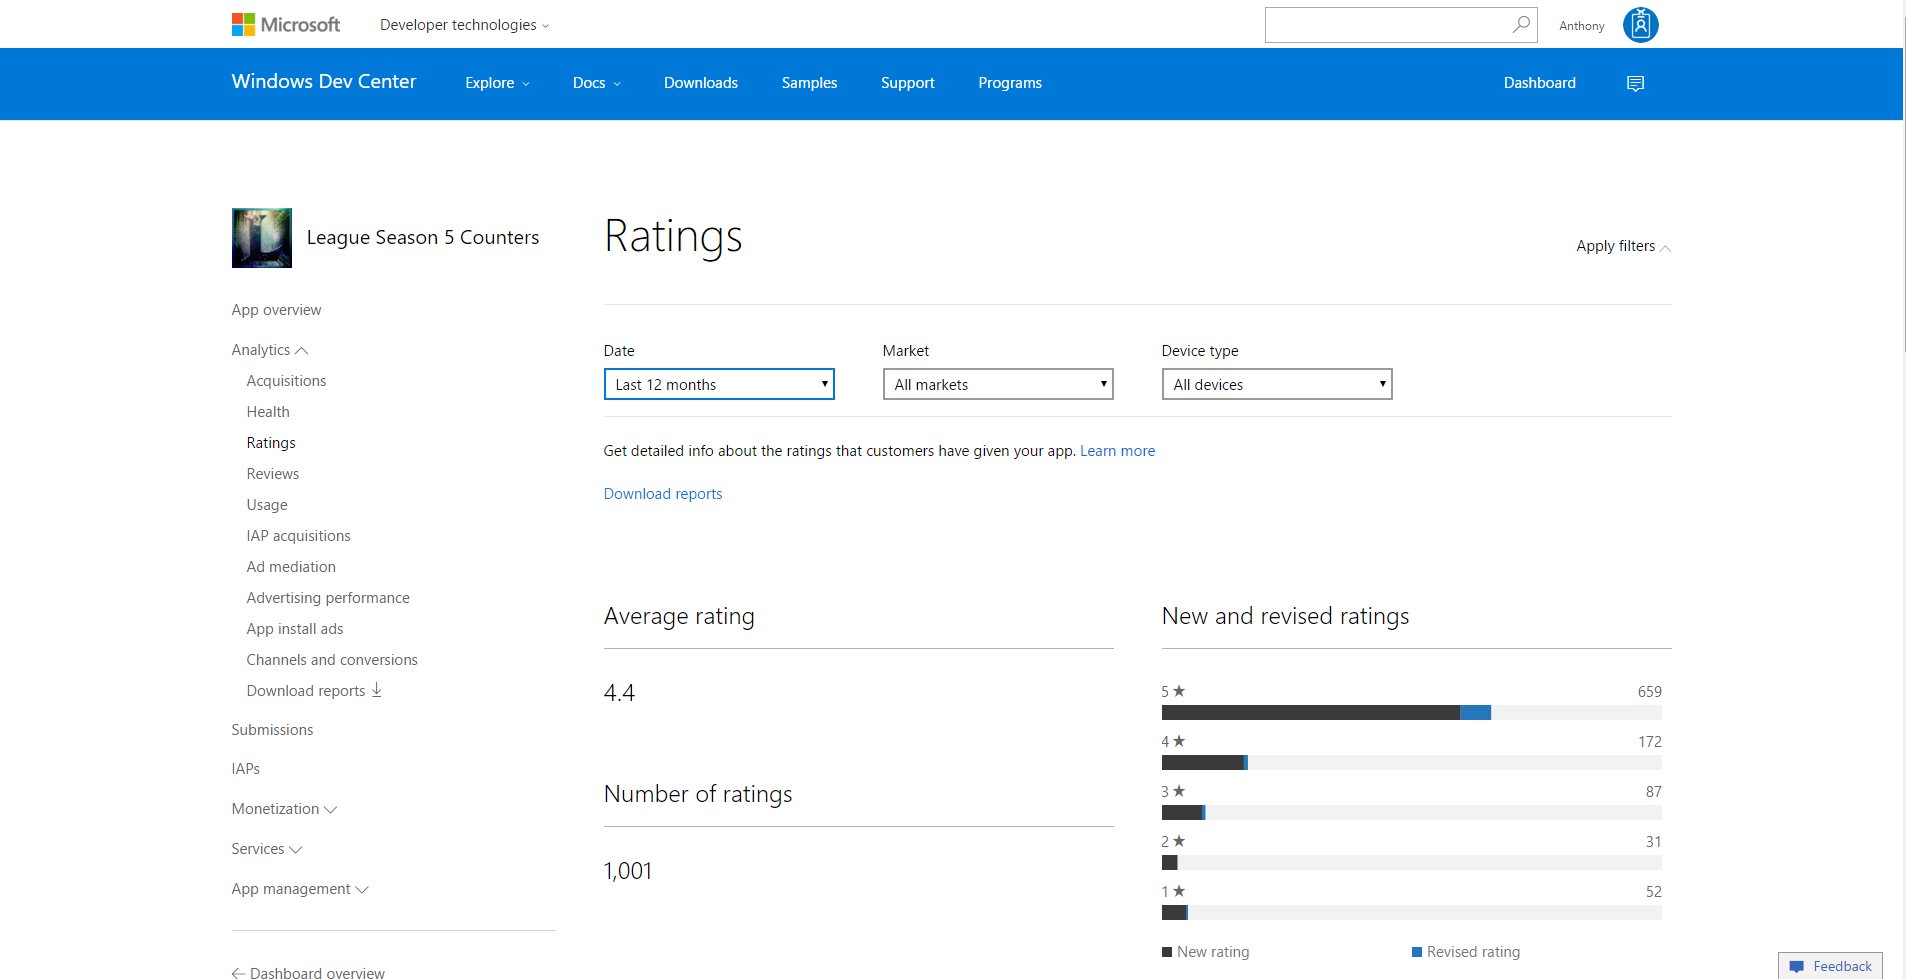 Microsoft
Developer technologies
Anthony
Windows Dev Center
Explore
Docs
Downloads
Samples
Support
Programs
Dashboard
League Season 5 Counters
App overview
Analytics
Acquisitions
Health
Ratings
Reviews
Usage
IAP acquisitions
Ad mediation
Advertising performance
App install ads
Channels and conversions
Download reports
Submissions
IAPs
Monetization
Services
App management
Dashboard overview
Ratings
Apply filters
Date
Last 12 months
Market
All markets
Device type
All devices
Get detailed info about the ratings that customers have given your app. Learn more
Download reports
Average rating
4.4
Number of ratings
1,001
New and revised ratings
5 ★ 659
4 ★ 172
3 ★ 87
2 ★ 31
1 ★ 52
New rating
Revised rating
Feedback